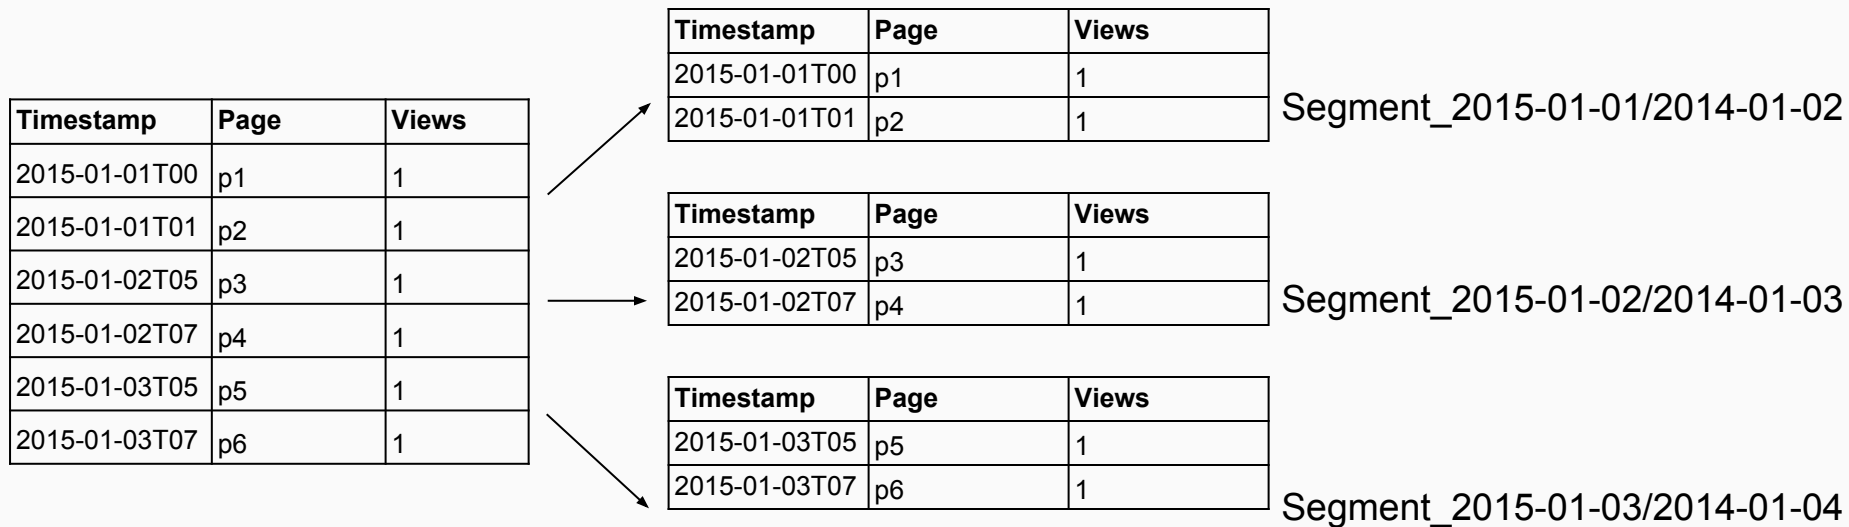 Timestamp Page Views
2015-01-01T00 p1 1
2015-01-01T01 p2 1
2015-01-02T05 p3 1
2015-01-02T07 p4 1
2015-01-03T05 p5 1
2015-01-03T07 p6 1
Timestamp Page Views
2015-01-01T00 p1 1
2015-01-01T01 p2 1
Segment_2015-01-01/2014-01-02
Timestamp Page Views
2015-01-02T05 p3 1
2015-01-02T07 p4 1
Segment_2015-01-02/2014-01-03
Timestamp Page Views
2015-01-03T05 p5 1
2015-01-03T07 p6 1
Segment_2015-01-03/2014-01-04